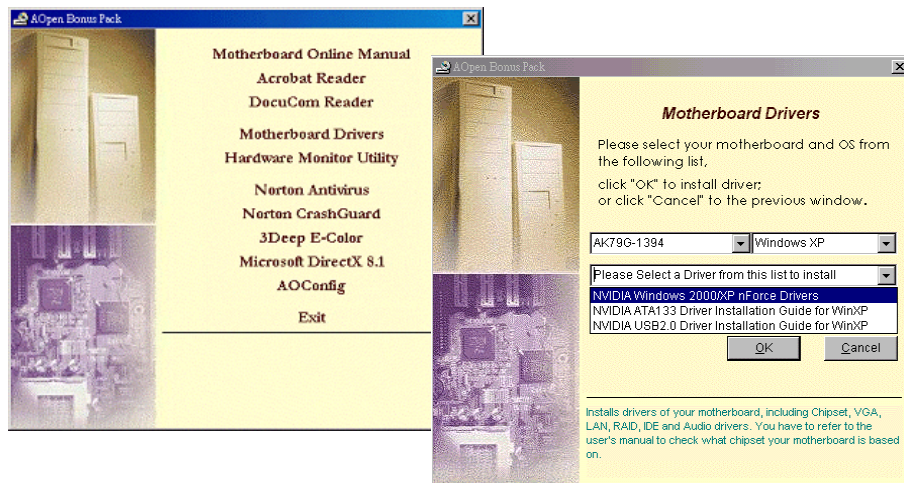 AOpen Bonus Pack
Motherboard Online Manual
Acrobat Reader
DocuCom Reader
Motherboard Drivers
Hardware Monitor Utility
Norton Antivirus
Norton CrashGuard
3Deep E-Color
Microsoft DirectX 8.1
AOConfig
Exit
AOpen Bonus Pack
Motherboard Drivers
Please select your motherboard and OS from
the following list,
click "OK" to install driver;
or click "Cancel" to the previous window.
AK79G-1394 Windows XP
Please Select a Driver from this list to install
NVIDIA Windows 2000/XP nForce Drivers
NVIDIA ATA133 Driver Installation Guide for WinXP
NVIDIA USB2.0 Driver Installation Guide for WinXP
OK Cancel
Installs drivers of your motherboard, including Chipset, VGA,
LAN, RAID, IDE and Audio drivers. You have to refer to the
user's manual to check what chipset your motherboard is based
on.